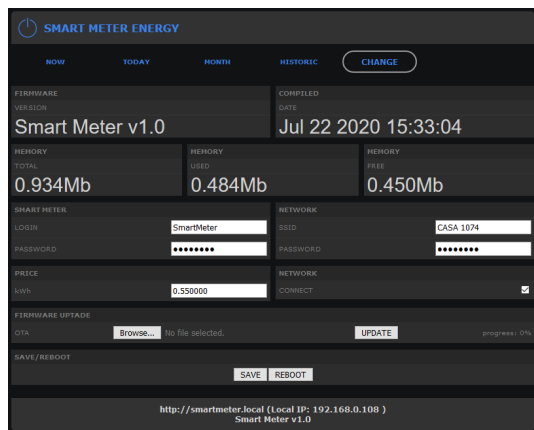 SMART METER ENERGY
NOW TODAY MONTH HISTORIC CHANGE
FIRMWARE COMPILED
VERSION DATE
Smart Meter v1.0 Jul 22 2020 15:33:04
MEMORY MEMORY MEMORY
TOTAL USED FREE
0.934Mb 0.484Mb 0.450Mb
SMART METER NETWORK
LOGIN SmartMeter SSID CASA 1074
PASSWORD ●●●●●●●● PASSWORD ●●●●●●●●
PRICE NETWORK
kWh 0.550000 CONNECT
FIRMWARE UPTADE
OTA Browse... No file selected. UPDATE progress: 0%
SAVE/REBOOT
SAVE REBOOT
http://smartmeter.local (Local IP: 192.168.0.108 )
Smart Meter v1.0